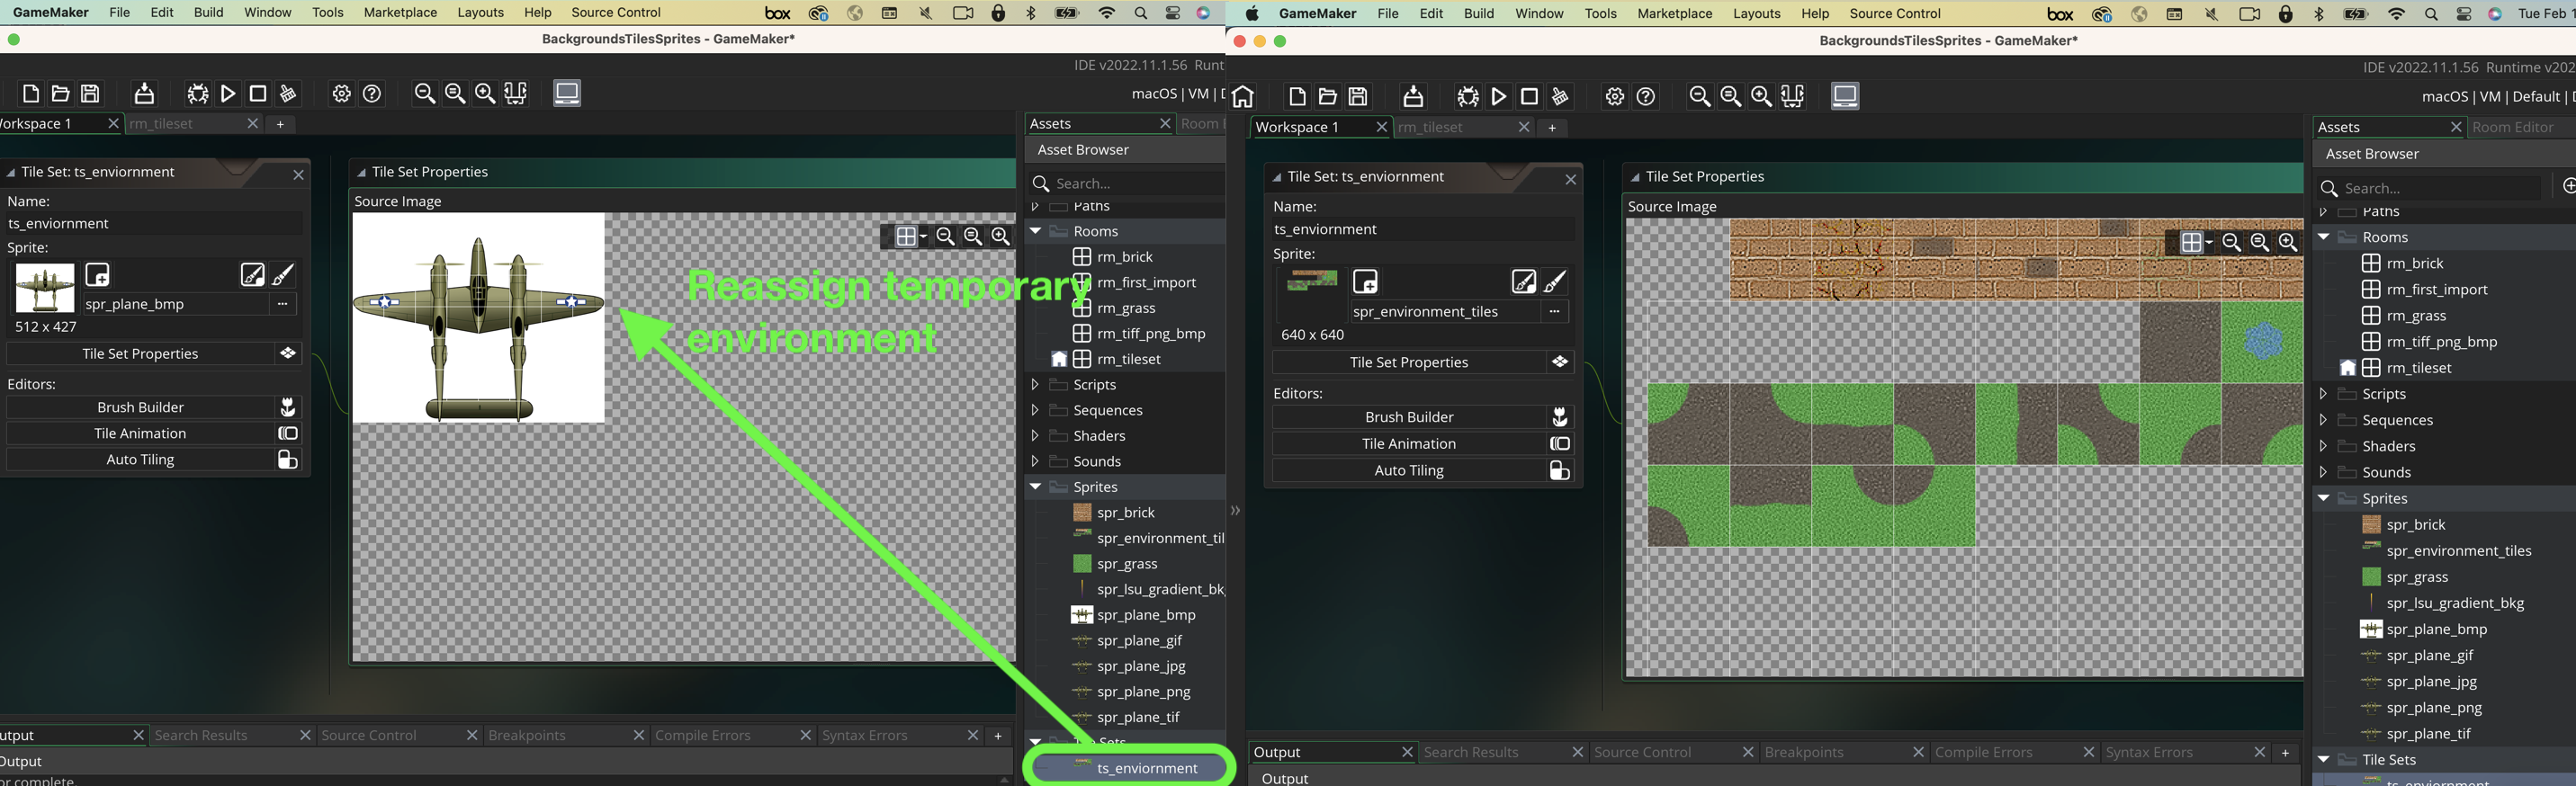 GameMaker File Edit Build Window Tools Marketplace Layouts Help Source Control box
BackgroundsTilesSprites - GameMaker*
IDE v2022.11.1.56 Runt
macOS | VM |
orkspace 1 rm_tileset +
Tile Set: ts_enviornment
Name:
ts_enviornment
Sprite:
spr_plane_bmp ...
512 x 427
Tile Set Properties
Editors:
Brush Builder
Tile Animation
Auto Tiling
Tile Set Properties
Source Image
Reassign temporary
environment
Assets Room
Asset Browser
Search...
Paths
Rooms
rm_brick
rm_first_import
rm_grass
rm_tiff_png_bmp
rm_tileset
Scripts
Sequences
Shaders
Sounds
Sprites
spr_brick
spr_environment_til
spr_grass
spr_lsu_gradient_bkg
spr_plane_bmp
spr_plane_gif
spr_plane_jpg
spr_plane_png
spr_plane_tif
Tile Sets
ts_enviornment
utput Search Results Source Control Breakpoints Compile Errors Syntax Errors +
Output
or complete.
GameMaker File Edit Build Window Tools Marketplace Layouts Help Source Control box Tue Feb 1
BackgroundsTilesSprites - GameMaker*
IDE v2022.11.1.56 Runtime v202
macOS | VM | Default |
Workspace 1 rm_tileset +
Tile Set: ts_enviornment
Name:
ts_enviornment
Sprite:
spr_environment_tiles ...
640 x 640
Tile Set Properties
Editors:
Brush Builder
Tile Animation
Auto Tiling
Tile Set Properties
Source Image
Assets Room Editor
Asset Browser
Search...
Paths
Rooms
rm_brick
rm_first_import
rm_grass
rm_tiff_png_bmp
rm_tileset
Scripts
Sequences
Shaders
Sounds
Sprites
spr_brick
spr_environment_tiles
spr_grass
spr_lsu_gradient_bkg
spr_plane_bmp
spr_plane_gif
spr_plane_jpg
spr_plane_png
spr_plane_tif
Tile Sets
ts_enviornment
Output Search Results Source Control Breakpoints Compile Errors Syntax Errors +
Output